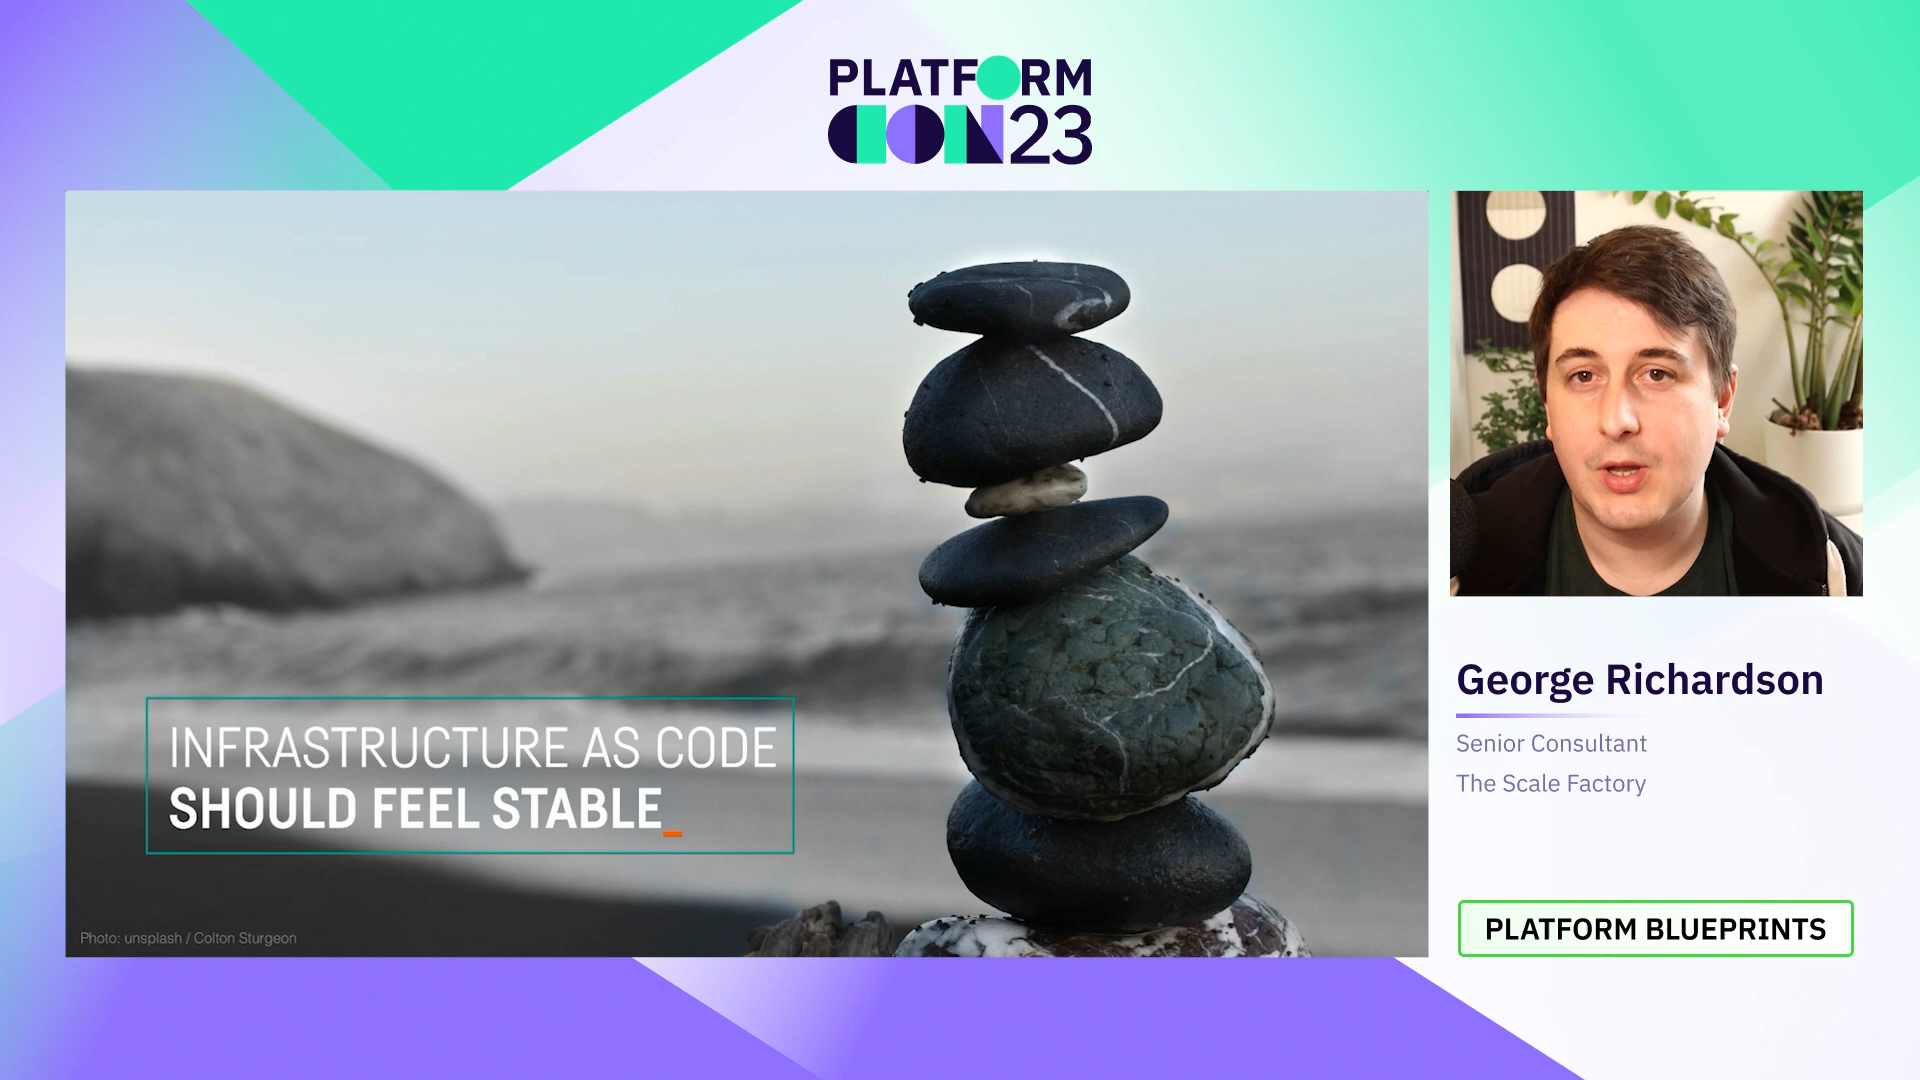 PLATFORM
CON23
INFRASTRUCTURE AS CODE
SHOULD FEEL STABLE_
Photo: unsplash / Colton Sturgeon
George Richardson
Senior Consultant
The Scale Factory
PLATFORM BLUEPRINTS